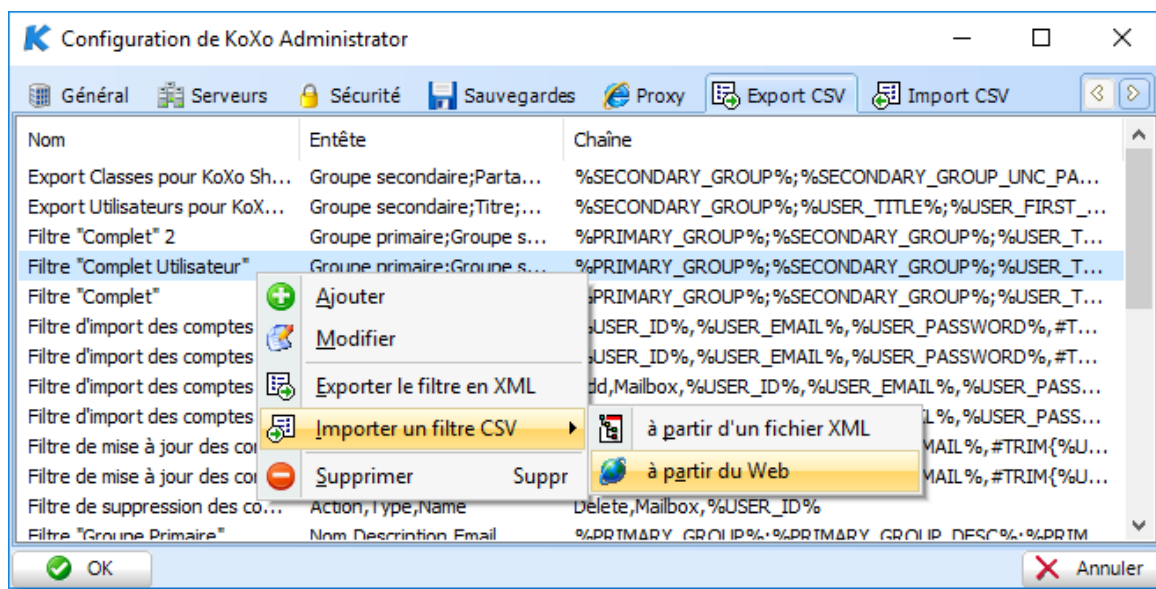 Configuration de KoXo Administrator
Général Serveurs Sécurité Sauvegardes Proxy Export CSV Import CSV
Nom Entête Chaîne
Export Classes pour KoXo Sh... Groupe secondaire;Parta... %SECONDARY_GROUP%;%SECONDARY_GROUP_UNC_PA...
Export Utilisateurs pour KoX... Groupe secondaire;Titre;... %SECONDARY_GROUP%;%USER_TITLE%;%USER_FIRST_...
Filtre "Complet" 2 Groupe primaire;Groupe s... %PRIMARY_GROUP%;%SECONDARY_GROUP%;%USER_T...
Filtre "Complet Utilisateur" Groupe primaire;Groupe s... %PRIMARY_GROUP%;%SECONDARY_GROUP%;%USER_T...
Filtre "Complet" %PRIMARY_GROUP%;%SECONDARY_GROUP%;%USER_T...
Ajouter
Filtre d'import des comptes %USER_ID%,%USER_EMAIL%,%USER_PASSWORD%,#T...
Modifier
Filtre d'import des comptes %USER_ID%,%USER_EMAIL%,%USER_PASSWORD%,#T...
Filtre d'import des comptes dd,Mailbox,%USER_ID%,%USER_EMAIL%,%USER_PASS...
Exporter le filtre en XML
Filtre d'import des comptes L%,%USER_PASS...
Importer un filtre CSV à partir d'un fichier XML
Filtre de mise à jour des co MAIL%,#TRIM{%U...
Filtre de mise à jour des co MAIL%,#TRIM{%U...
Supprimer Suppr à partir du Web
Filtre de suppression des co... Action,Type,Name Delete,Mailbox,%USER_ID%
Filtre "Groupe Primaire" Nom Description Email %PRIMARY_GROUP%;%PRIMARY_GROUP_DESC%;%PRIM
OK Annuler